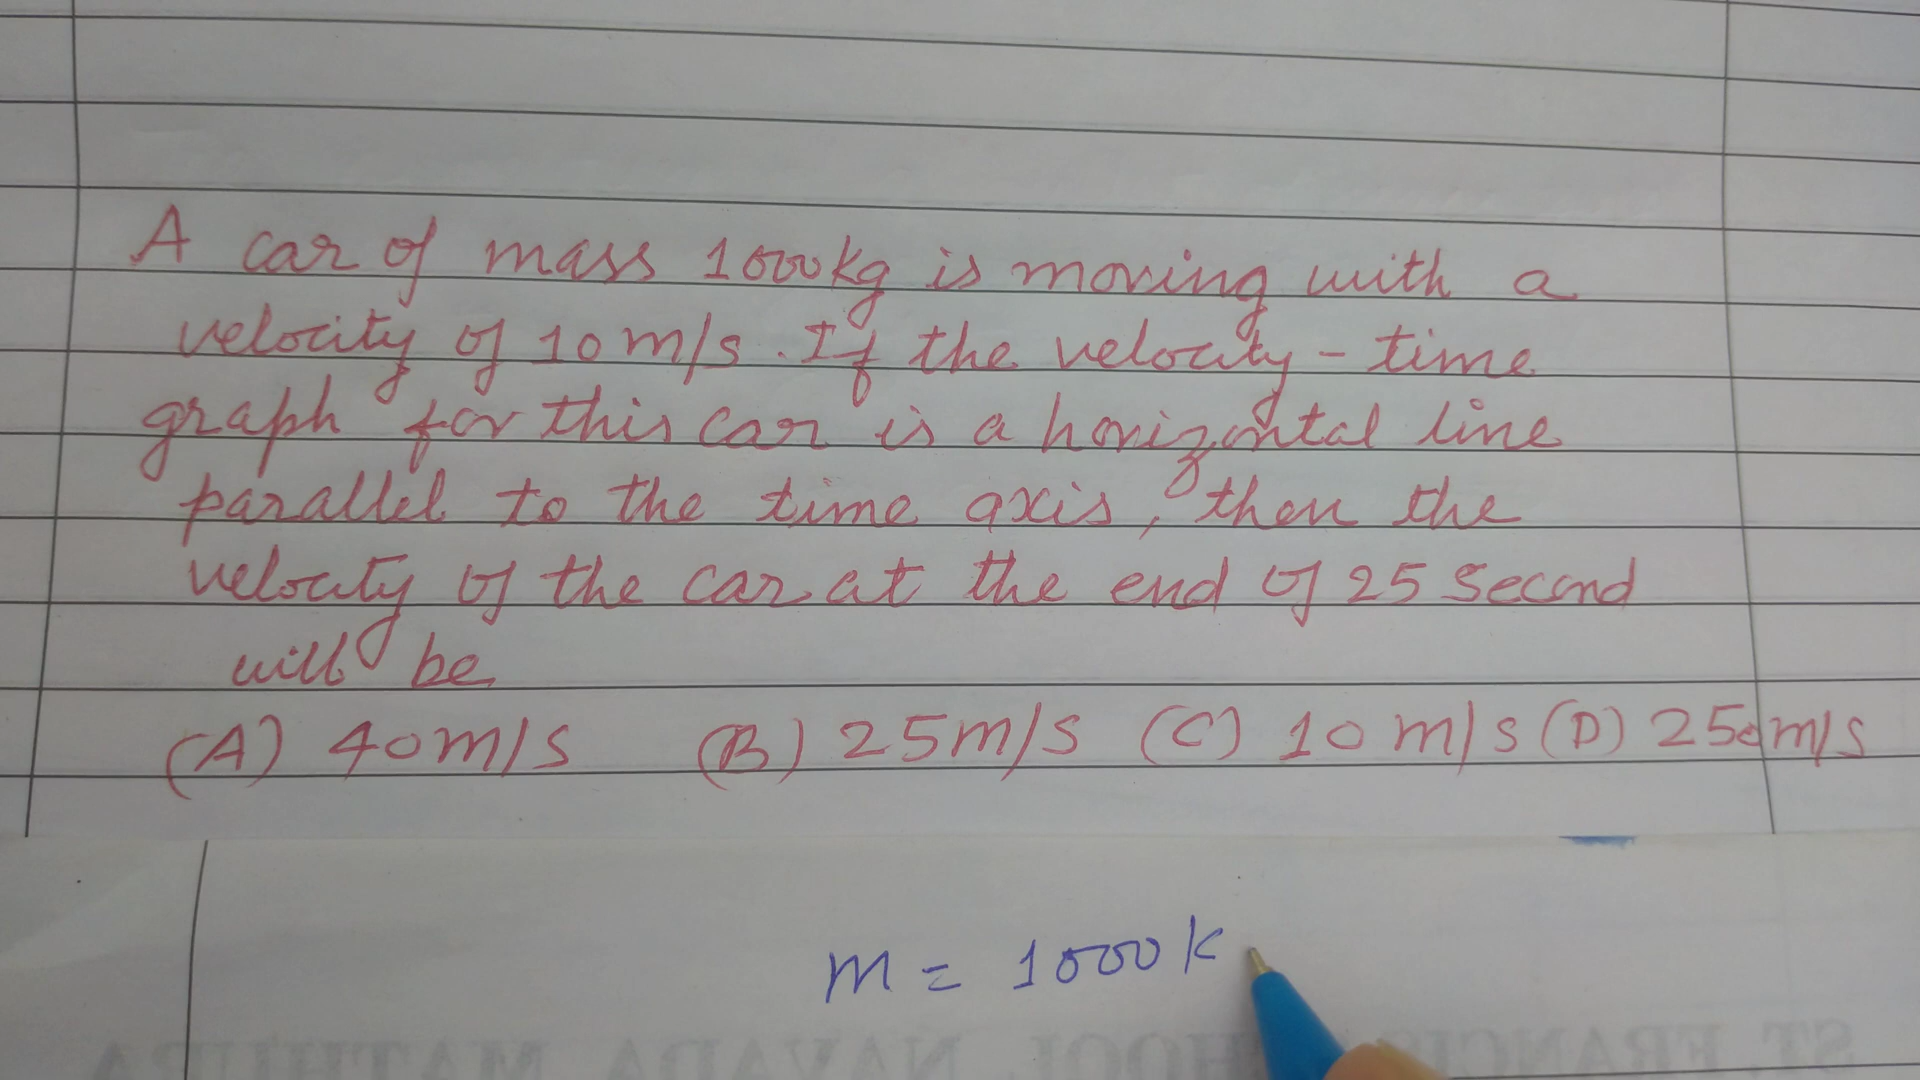 A car of mass 1000kg is moving with a
velocity of 10 m/s. If the velocity - time
graph for this car is a horizontal line
parallel to the time axis, then the
velocity of the car at the end of 25 Second
will be
(A) 40m/s (B) 25m/s (C) 10 m/s (D) 250m/s
m = 1000 k